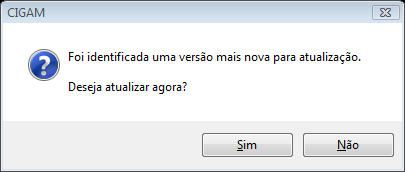 CIGAM
Foi identificada uma versão mais nova para atualização.
Deseja atualizar agora?
Sim
Não